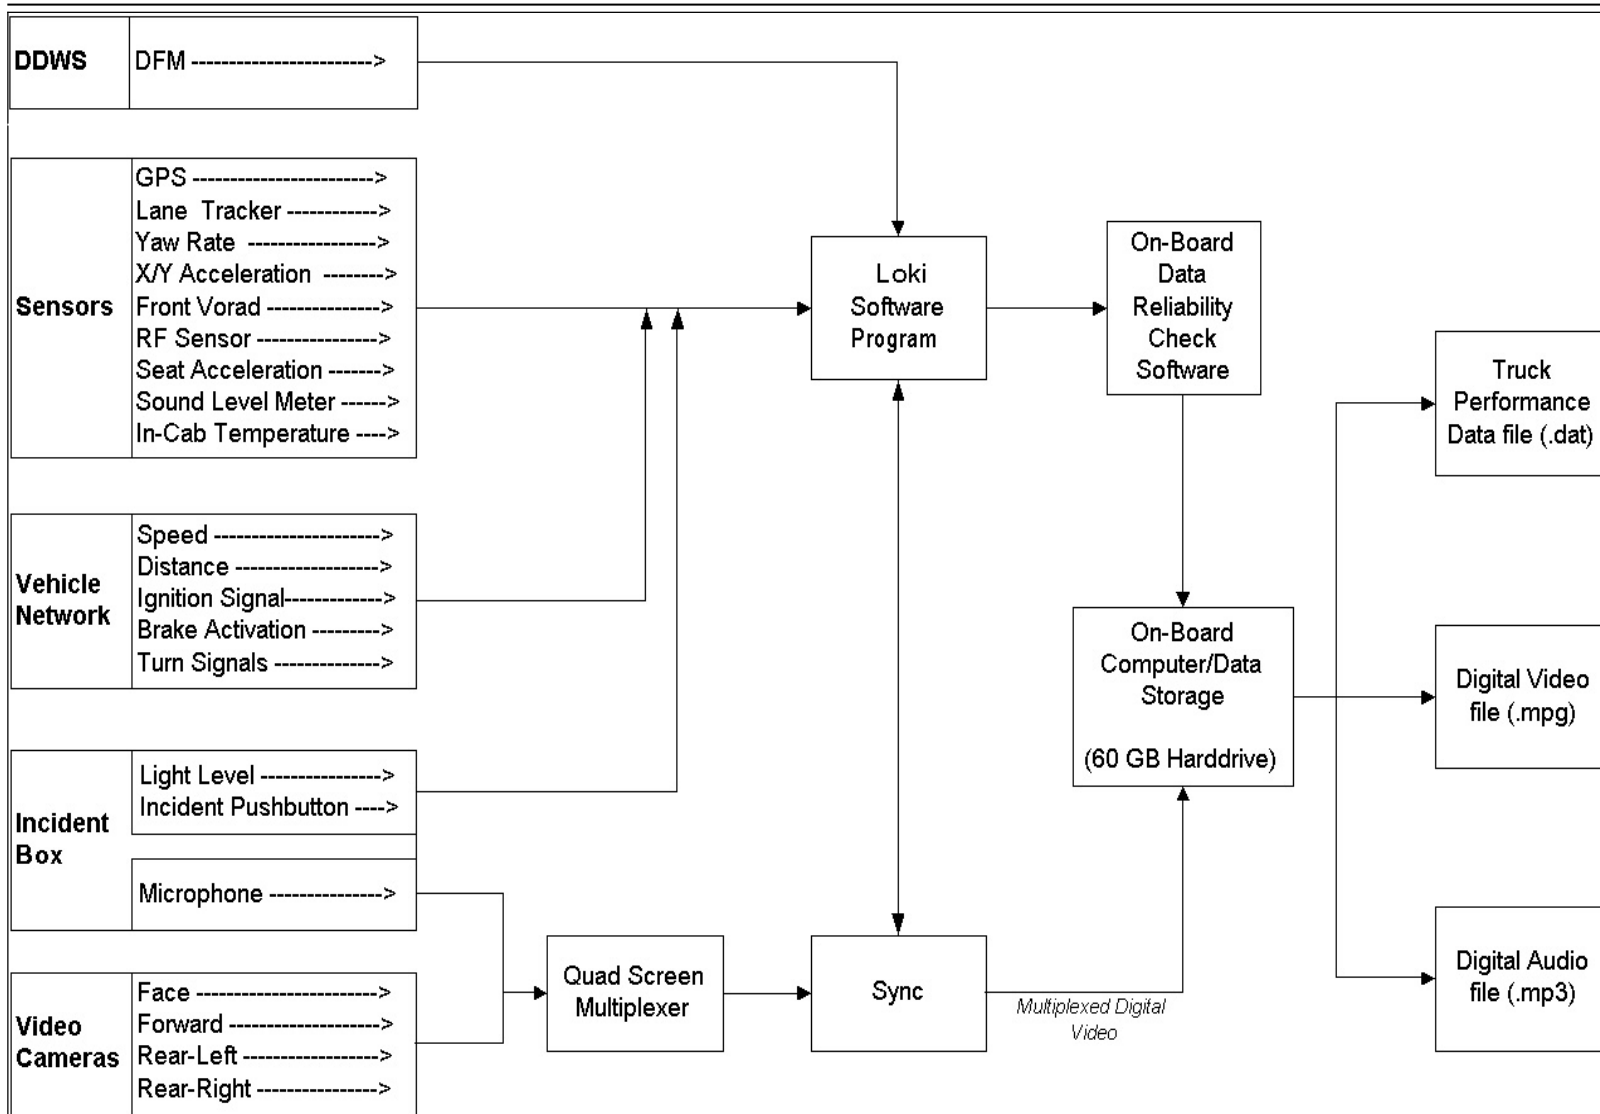 DDWS
DFM ------------------------>
Sensors
GPS ------------------------>
Lane  Tracker ------------>
Yaw Rate ----------------->
X/Y Acceleration -------->
Front Vorad -------------->
RF Sensor --------------->
Seat Acceleration ------->
Sound Level Meter ------>
In-Cab Temperature ---->
Vehicle
Network
Speed ---------------------->
Distance ------------------->
Ignition Signal------------->
Brake Activation --------->
Turn Signals -------------->
Incident
Box
Light Level ---------------->
Incident Pushbutton ---->
Microphone --------------->
Video
Cameras
Face ------------------------>
Forward -------------------->
Rear-Left ------------------>
Rear-Right ---------------->
Quad Screen
Multiplexer
Loki
Software
Program
Sync
Multiplexed Digital
Video
On-Board
Data
Reliability
Check
Software
On-Board
Computer/Data
Storage
(60 GB Harddrive)
Truck
Performance
Data file (.dat)
Digital Video
file (.mpg)
Digital Audio
file (.mp3)